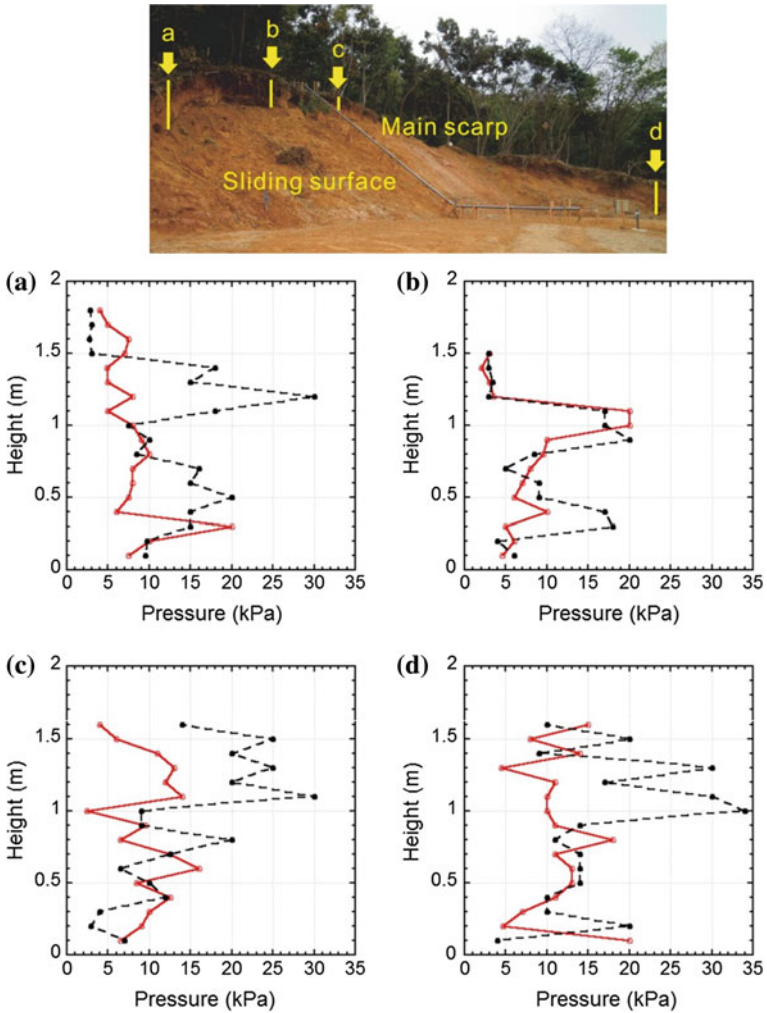 a b c d
Main scarp
Sliding surface
(a) (b)
2 2
1.5 1.5
Height (m) Height (m)
1 1
0.5 0.5
0 0
0 5 10 15 20 25 30 35 0 5 10 15 20 25 30 35
Pressure (kPa) Pressure (kPa)
(c) (d)
2 2
1.5 1.5
Height (m) Height (m)
1 1
0.5 0.5
0 0
0 5 10 15 20 25 30 35 0 5 10 15 20 25 30 35
Pressure (kPa) Pressure (kPa)